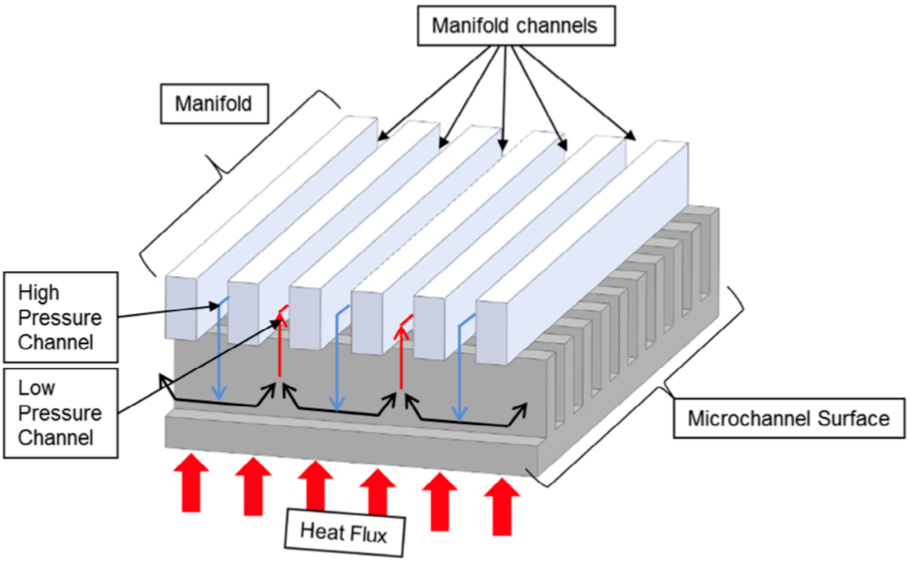 Manifold channels
Manifold
High
Pressure
Channel
Low
Pressure
Channel
Microchannel Surface
Heat Flux